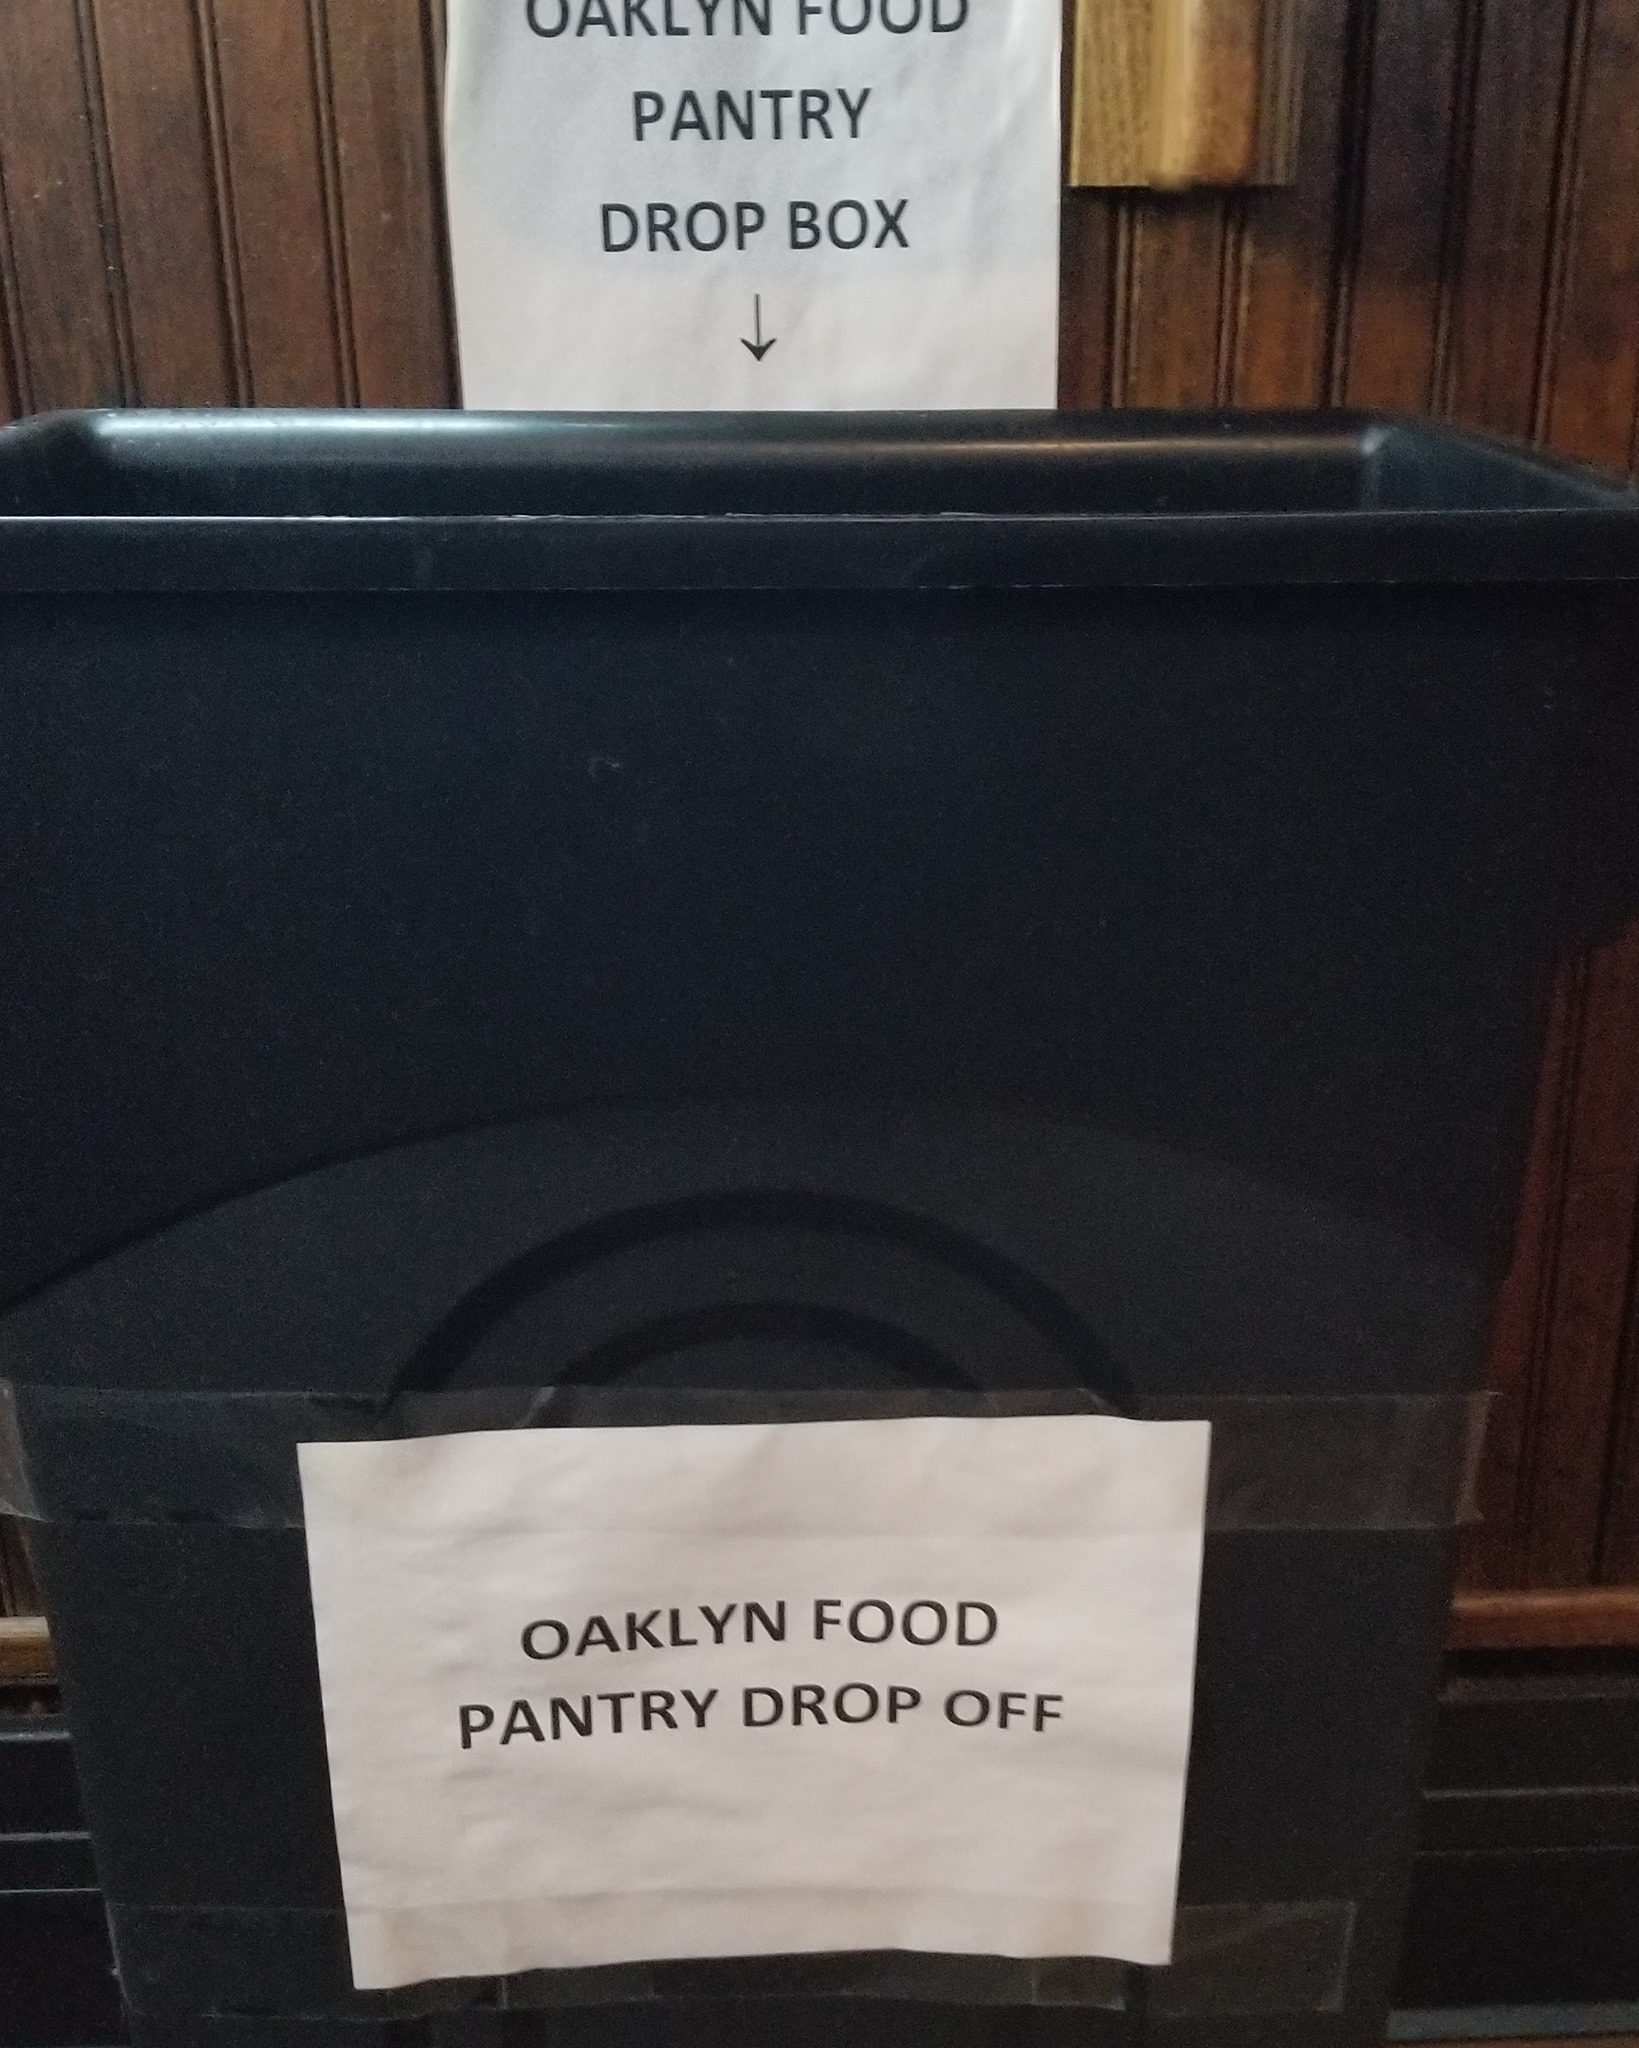 OAKLYN FOOD
PANTRY
DROP BOX
↓
OAKLYN FOOD
PANTRY DROP OFF